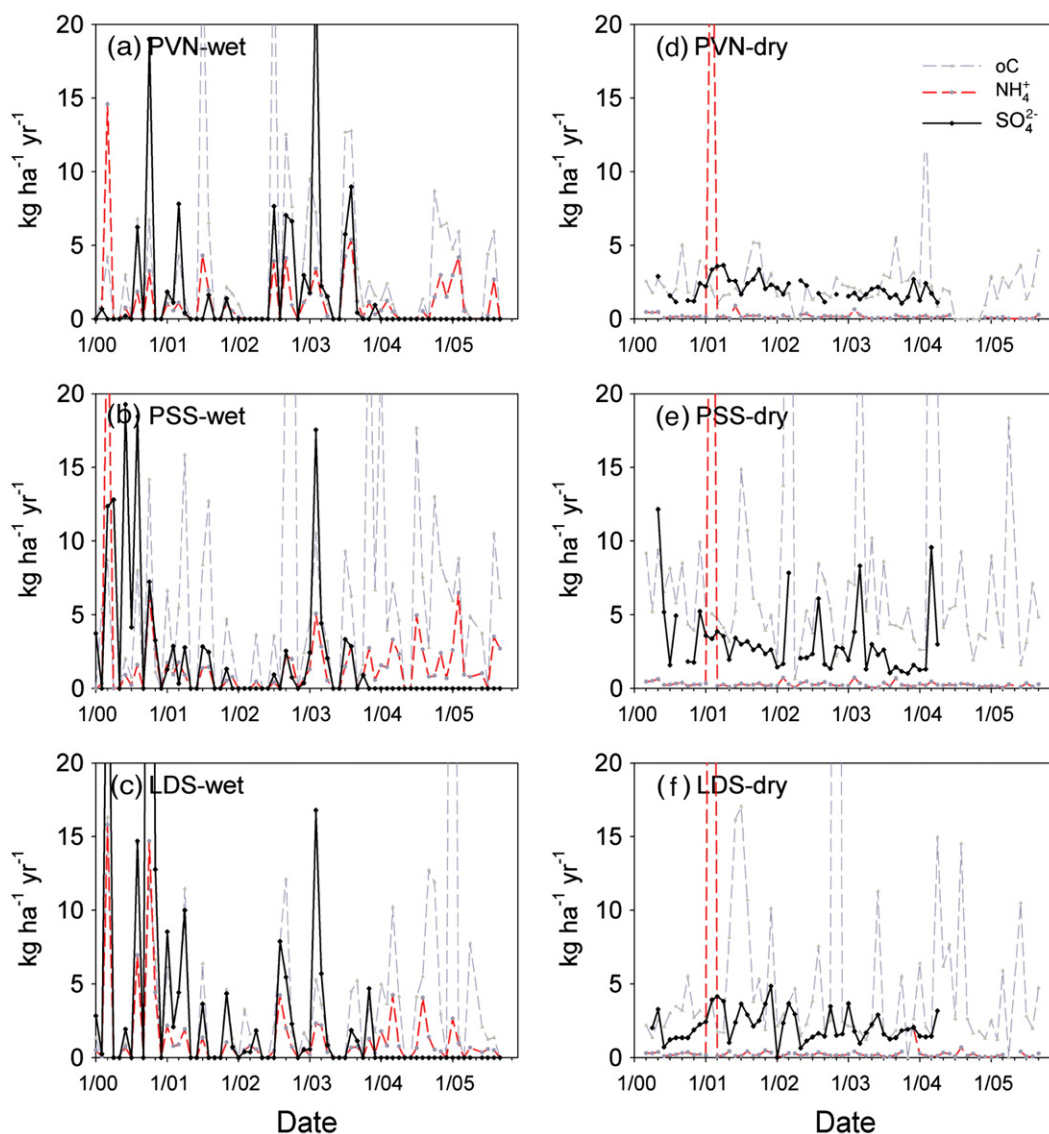 (a) PVN-wet
kg ha⁻¹ yr⁻¹
20
15
10
5
0
1/00 1/01 1/02 1/03 1/04 1/05
(d) PVN-dry
oC
NH₄⁺
SO₄²⁻
kg ha⁻¹ yr⁻¹
20
15
10
5
0
1/00 1/01 1/02 1/03 1/04 1/05
(b) PSS-wet
kg ha⁻¹ yr⁻¹
20
15
10
5
0
1/00 1/01 1/02 1/03 1/04 1/05
(e) PSS-dry
kg ha⁻¹ yr⁻¹
20
15
10
5
0
1/00 1/01 1/02 1/03 1/04 1/05
(c) LDS-wet
kg ha⁻¹ yr⁻¹
20
15
10
5
0
1/00 1/01 1/02 1/03 1/04 1/05
Date
(f) LDS-dry
kg ha⁻¹ yr⁻¹
20
15
10
5
0
1/00 1/01 1/02 1/03 1/04 1/05
Date